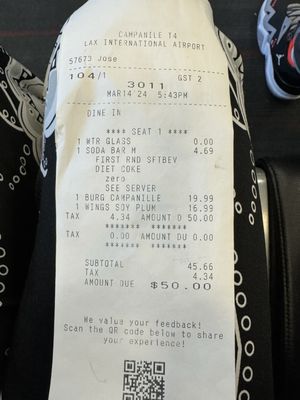 CAMPANILE T4
LAX INTERNATIONAL AIRPORT
57673 Jose
104/1 3011 GST 2
MAR14'24 5:43PM
DINE IN
**** SEAT 1 ****
1 WTR GLASS 0.00
1 SODA BAR M 4.69
FIRST RND SFTBEV
DIET COKE
zero
SEE SERVER
1 BURG CAMPANILLE 19.99
1 WINGS SOY PLUM 16.99
TAX 4.34 AMOUNT D 50.00
******* *******
TAX 0.00 AMOUNT DU 0.00
******* *******
SUBTOTAL 45.66
TAX 4.34
AMOUNT DUE $50.00
We value your feedback!
Scan the QR code below to share
your experience!